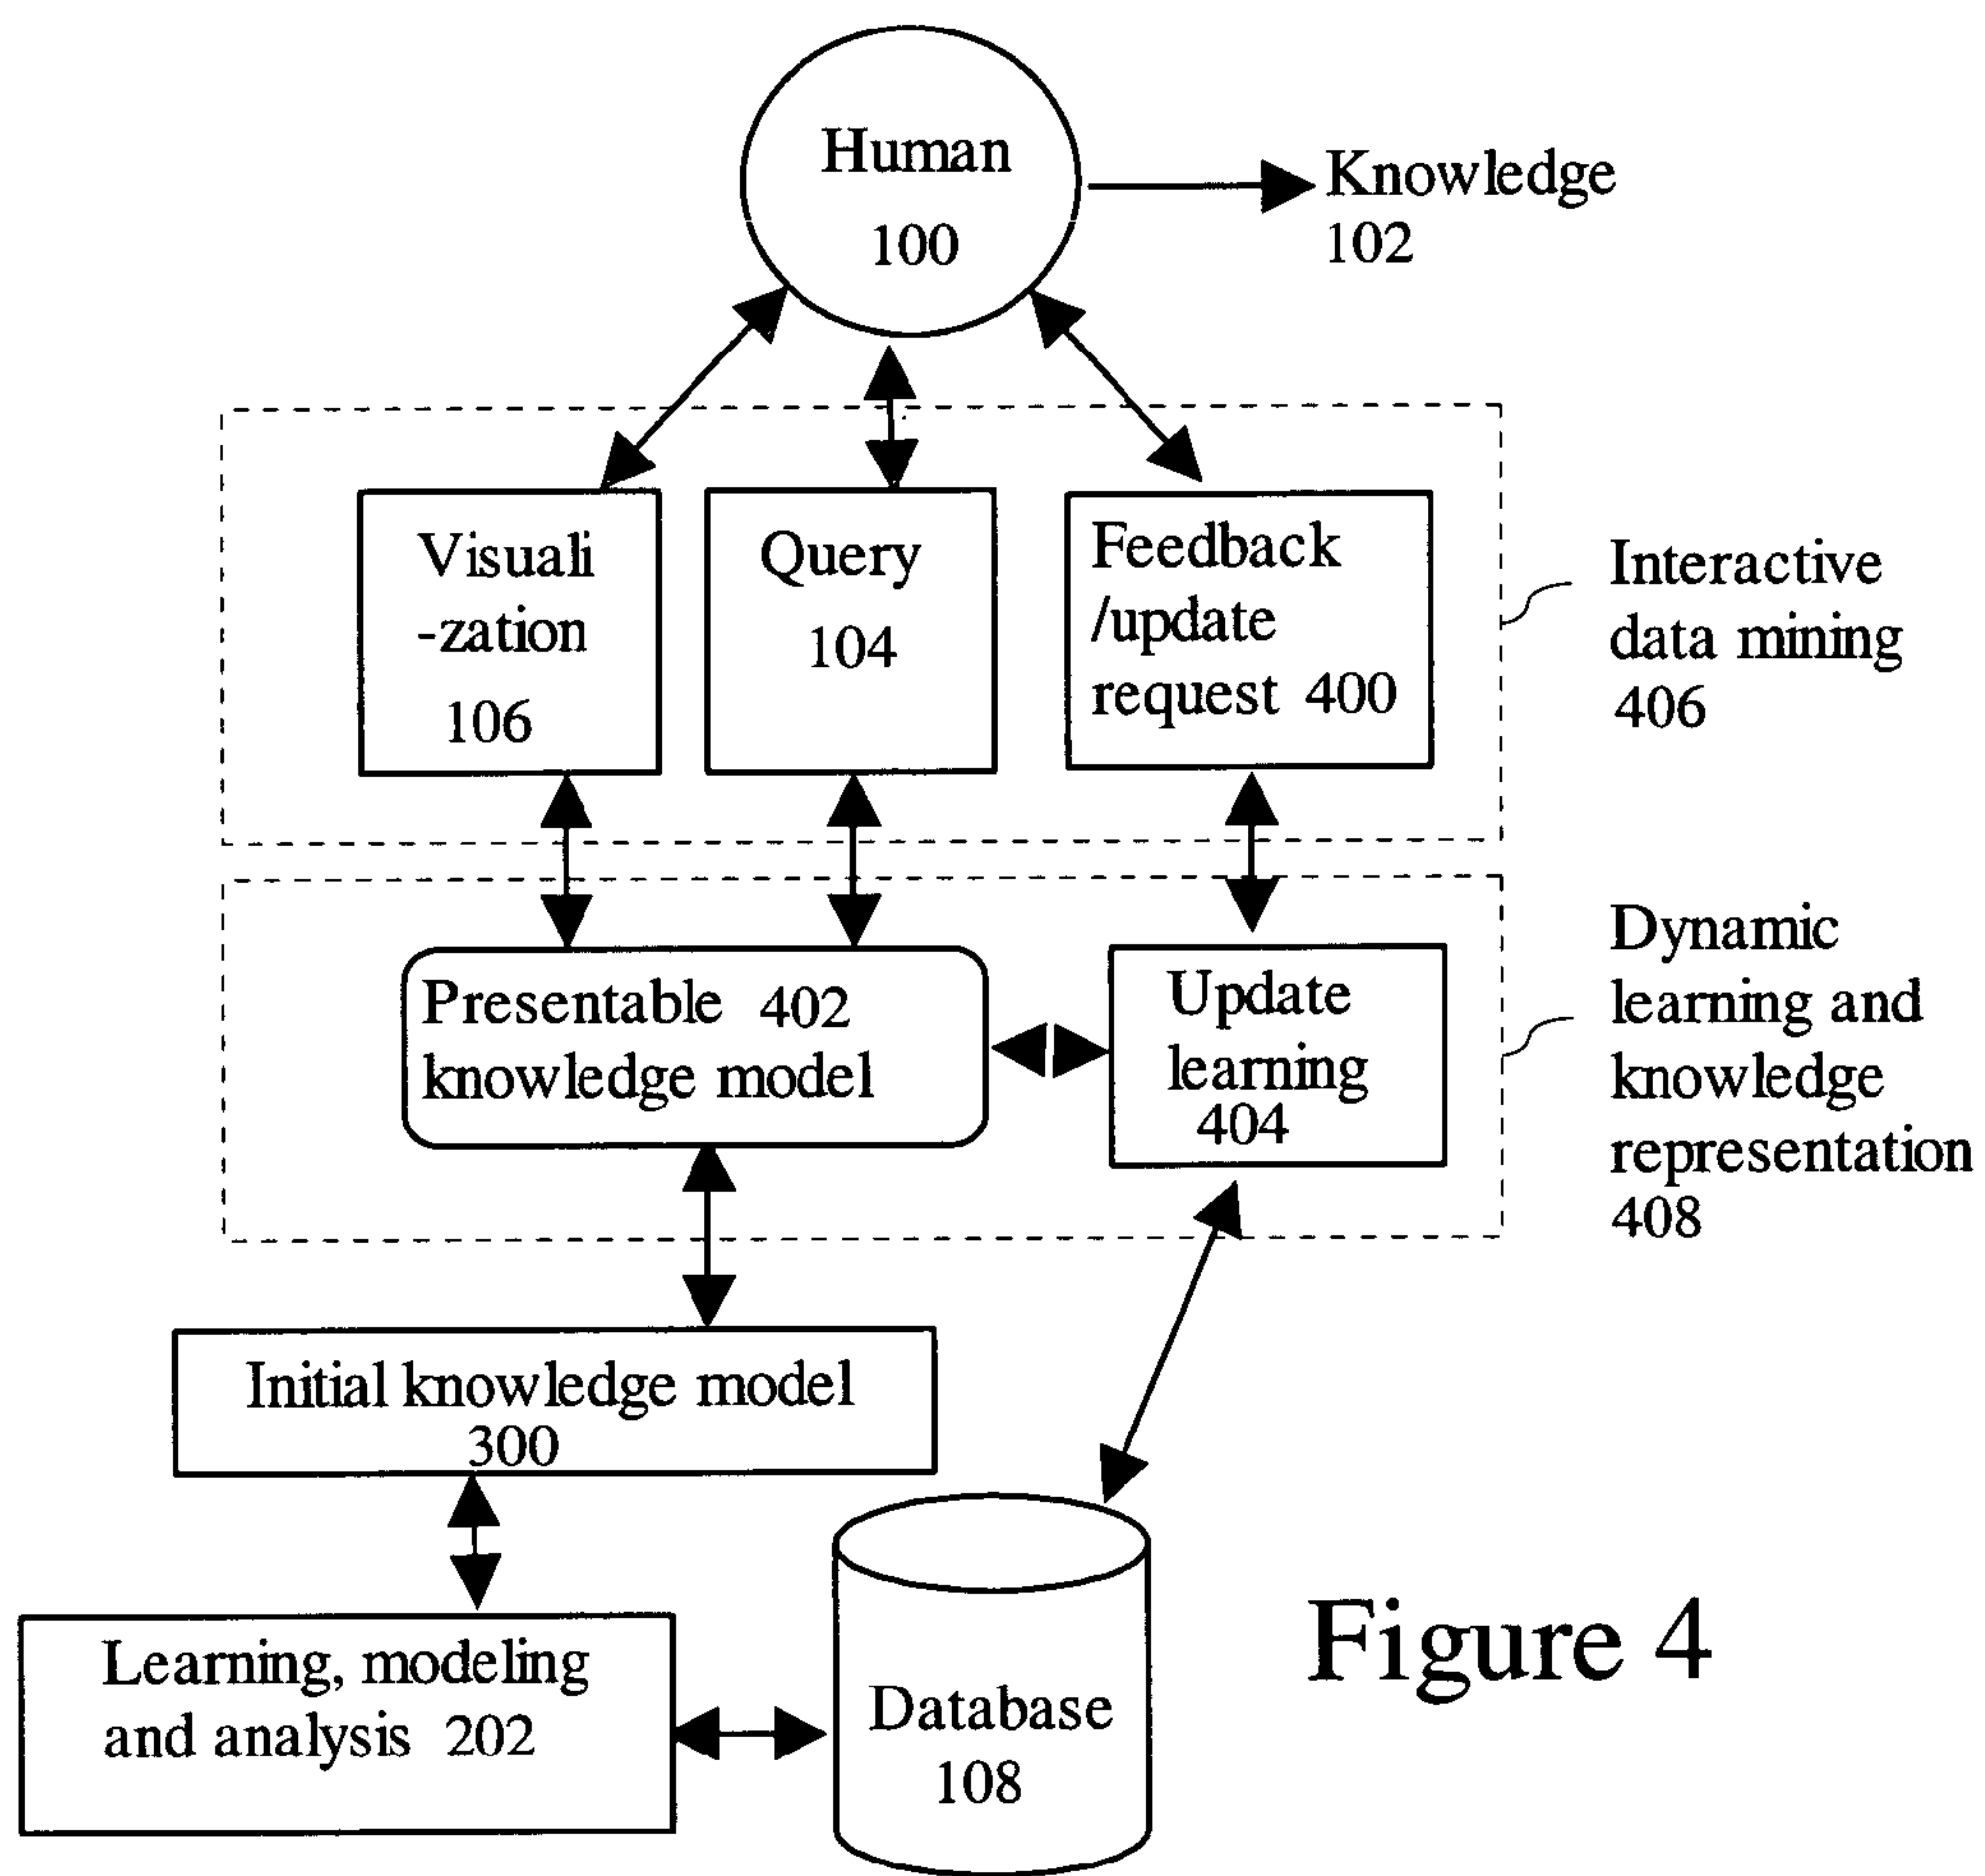 Human
100
Knowledge
102
Visuali
-zation
106
Query
104
Feedback
/update
request 400
Interactive
data mining
406
Presentable 402
knowledge model
Update
learning
404
Dynamic
learning and
knowledge
representation
408
Initial knowledge model
300
Learning, modeling
and analysis 202
Database
108
Figure 4